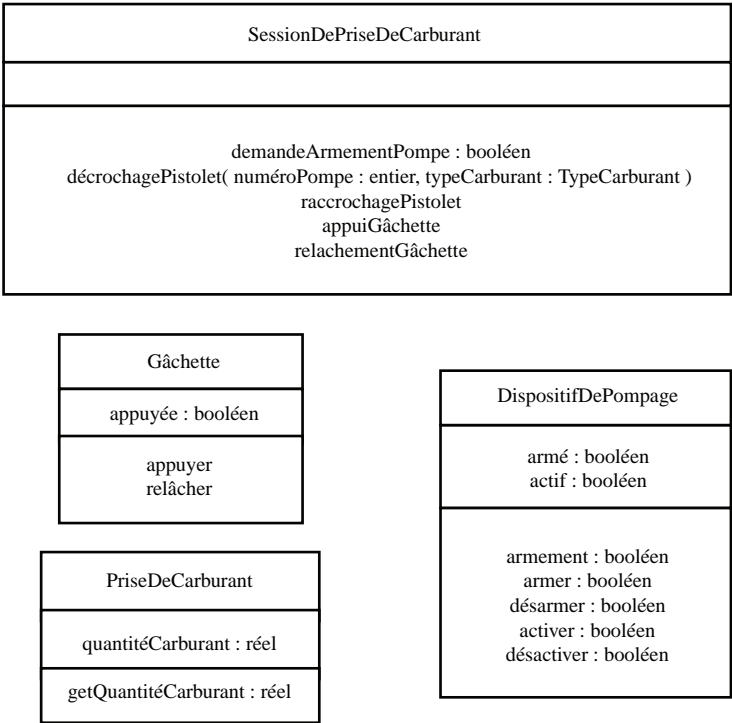 SessionDePriseDeCarburant
demandeArmementPompe : booléen
décrochagePistolet( numéroPompe : entier, typeCarburant : TypeCarburant )
raccrochagePistolet
appuiGâchette
relachementGâchette
Gâchette
appuyée : booléen
appuyer
relâcher
DispositifDePompage
armé : booléen
actif : booléen
armement : booléen
armer : booléen
désarmer : booléen
activer : booléen
désactiver : booléen
PriseDeCarburant
quantitéCarburant : réel
getQuantitéCarburant : réel